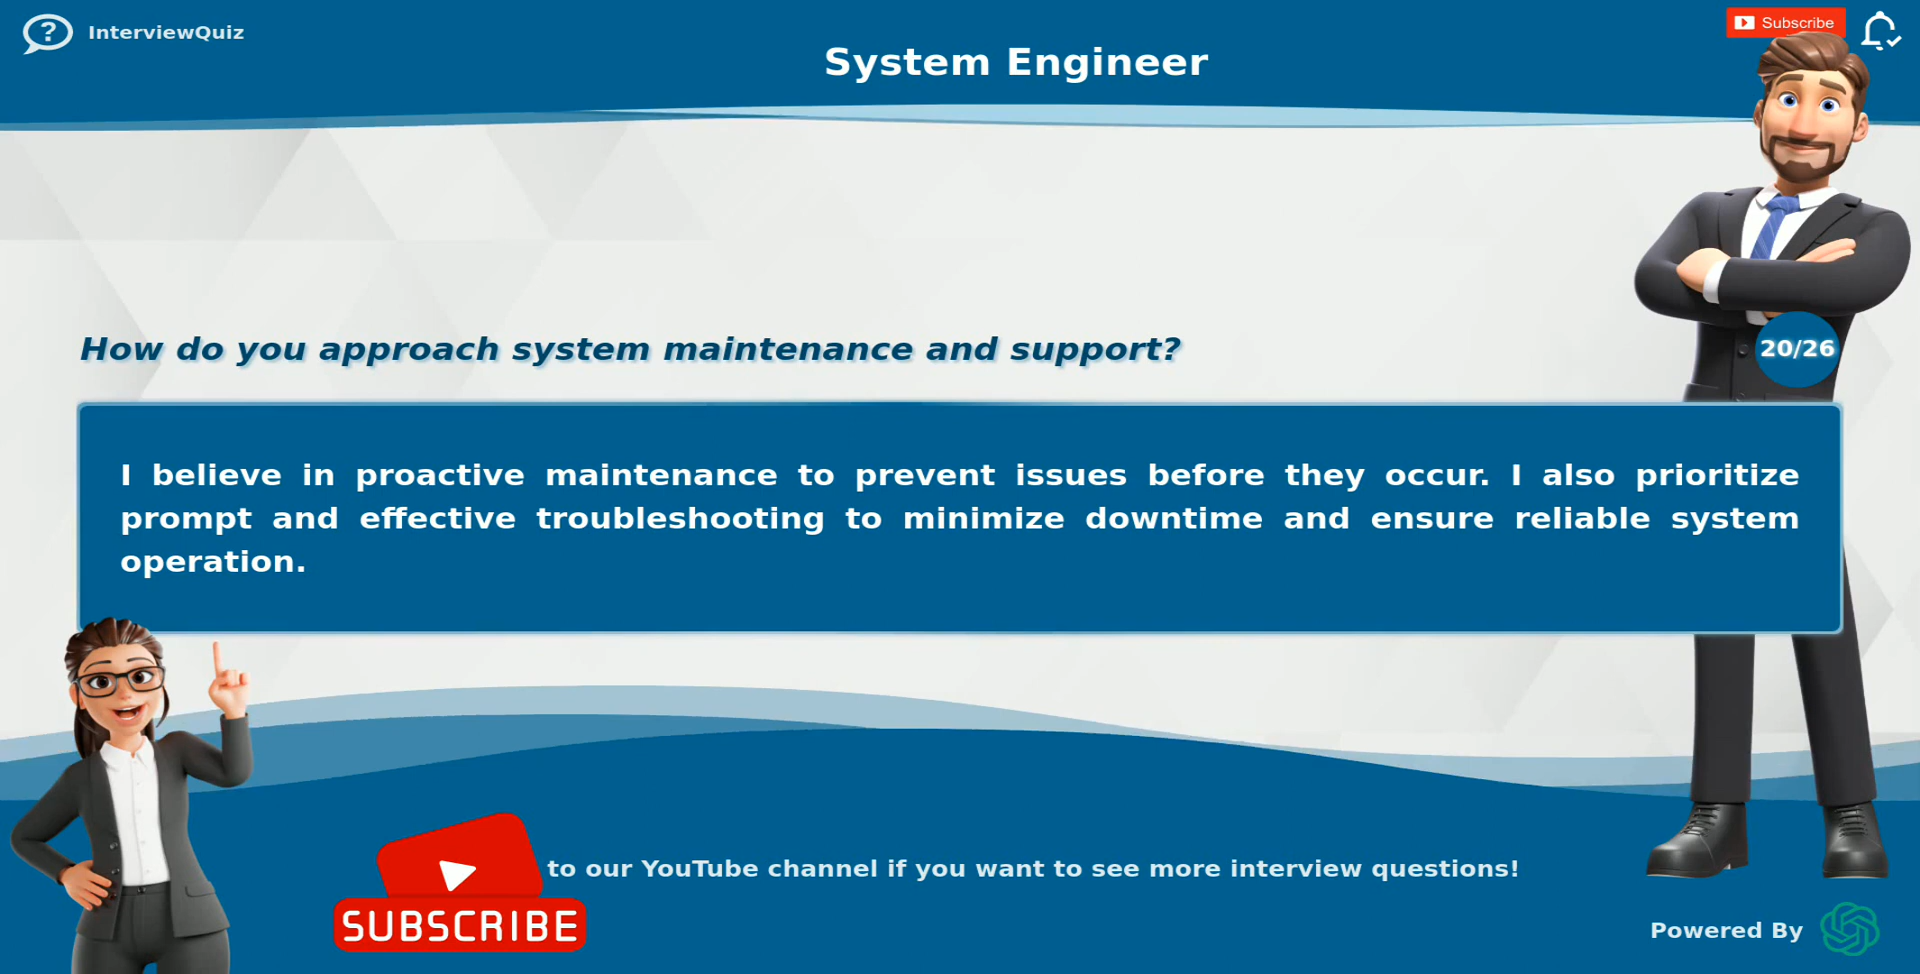 InterviewQuiz
Subscribe
System Engineer
How do you approach system maintenance and support?
20/26
I believe in proactive maintenance to prevent issues before they occur. I also prioritize
prompt and effective troubleshooting to minimize downtime and ensure reliable system
operation.
to our YouTube channel if you want to see more interview questions!
SUBSCRIBE
Powered By